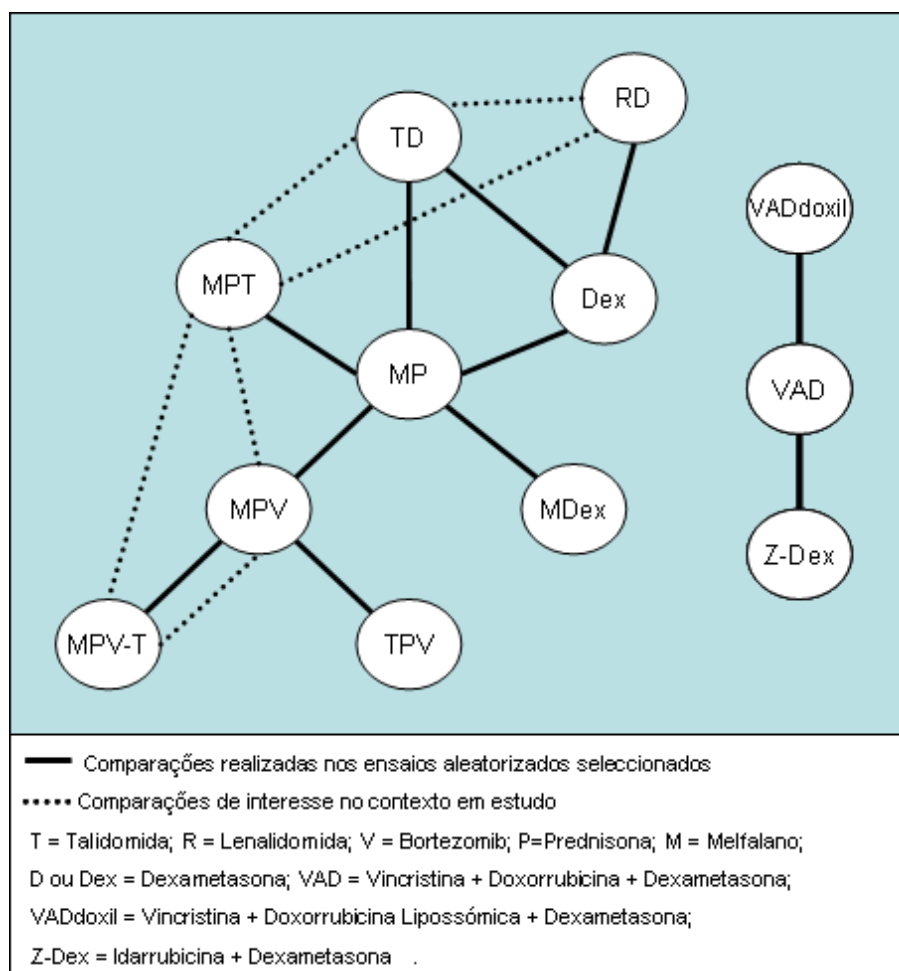 RD
TD
VADdoxil
MPT
Dex
MP
VAD
MPV
MDex
Z-Dex
MPV-T
TPV
Comparações realizadas nos ensaios aleatorizados seleccionados
Comparações de interesse no contexto em estudo
T = Talidomida; R = Lenalidomida; V = Bortezomib; P=Prednisona; M = Melfalano;
D ou Dex = Dexametasona; VAD = Vincristina + Doxorrubicina + Dexametasona;
VADdoxil = Vincristina + Doxorrubicina Lipossómica + Dexametasona;
Z-Dex = Idarrubicina + Dexametasona .